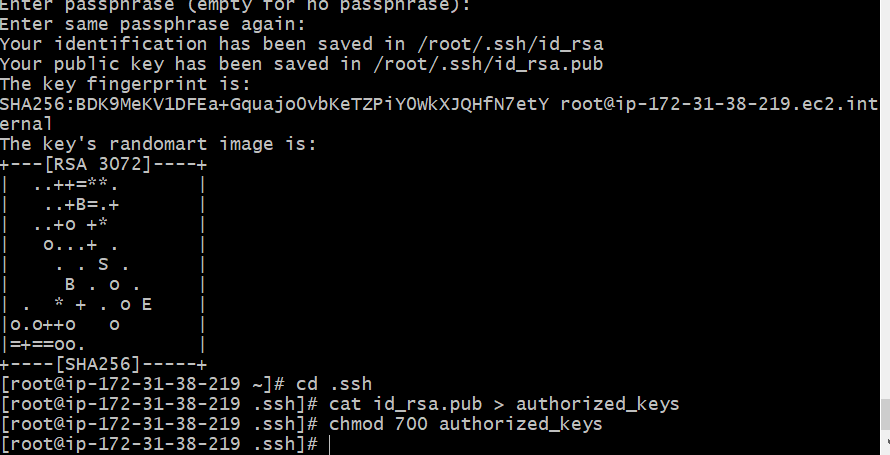 Enter passphrase (empty for no passphrase):
Enter same passphrase again:
Your identification has been saved in /root/.ssh/id_rsa
Your public key has been saved in /root/.ssh/id_rsa.pub
The key fingerprint is:
SHA256:BDK9MeKV1DFEa+GquajoOvbKeTZPiYOWkXJQHfN7etY root@ip-172-31-38-219.ec2.int
ernal
The key's randomart image is:
+---[RSA 3072]----+
|  ..++=**.       |
|   ..+B=.+       |
|  ..+o +*        |
|   o...+ .       |
|    . . S .      |
|     B . o .     |
| .  * + . o E    |
|o.o++o   o       |
|=+==oo.          |
+----[SHA256]-----+
[root@ip-172-31-38-219 ~]# cd .ssh
[root@ip-172-31-38-219 .ssh]# cat id_rsa.pub > authorized_keys
[root@ip-172-31-38-219 .ssh]# chmod 700 authorized_keys
[root@ip-172-31-38-219 .ssh]#